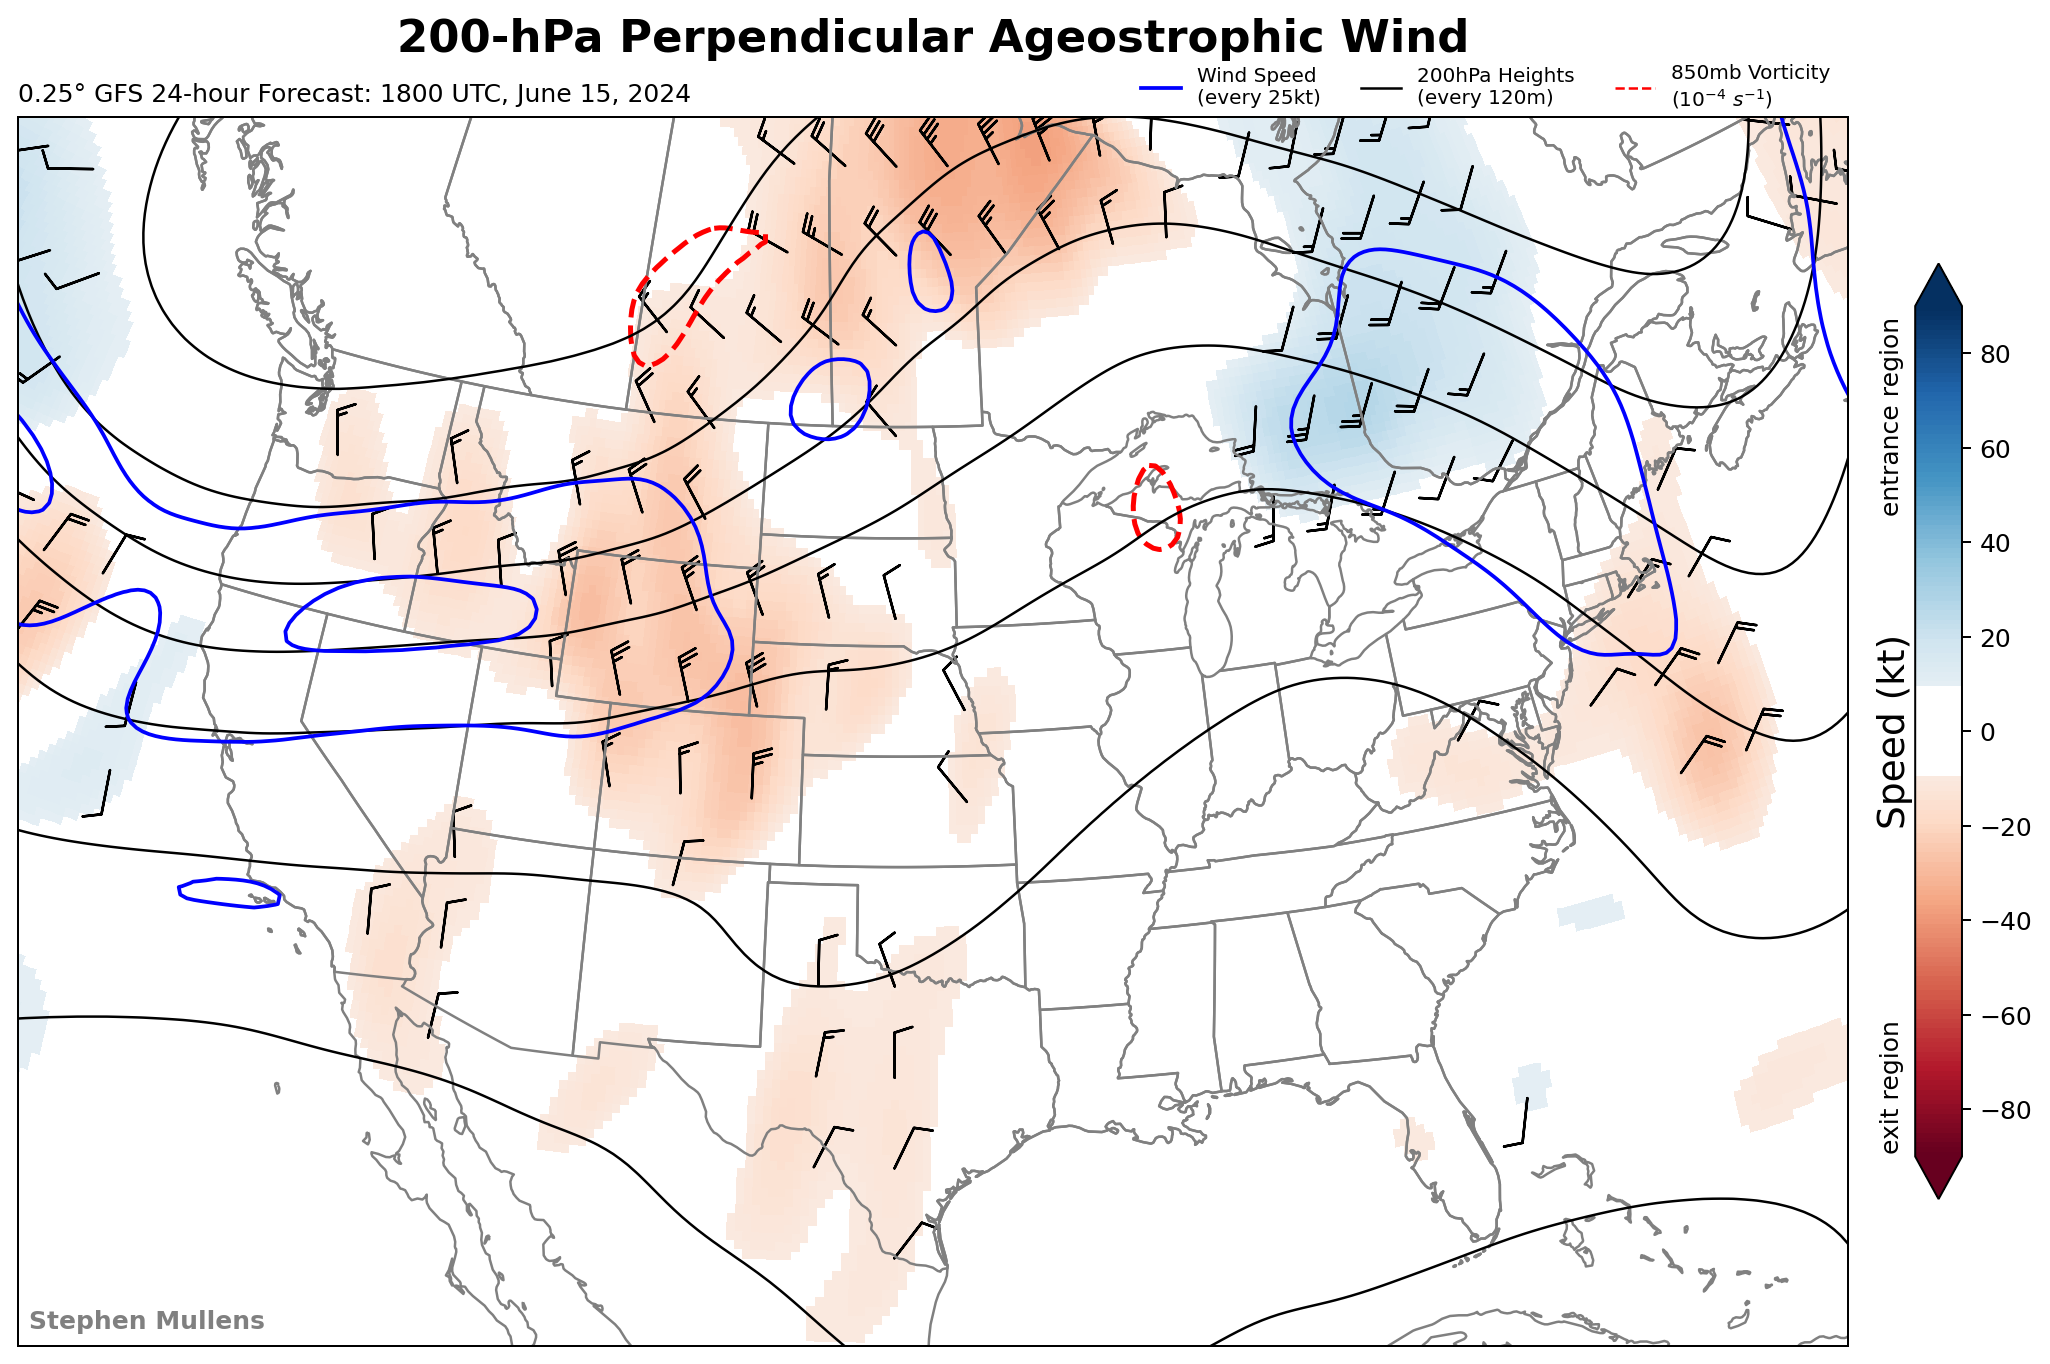 200-hPa Perpendicular Ageostrophic Wind
0.25° GFS 24-hour Forecast: 1800 UTC, June 15, 2024
Wind Speed
(every 25kt)
200hPa Heights
(every 120m)
850mb Vorticity
(10⁻⁴ s⁻¹)
entrance region
Speed (kt)
exit region
80
60
40
20
0
−20
−40
−60
−80
Stephen Mullens